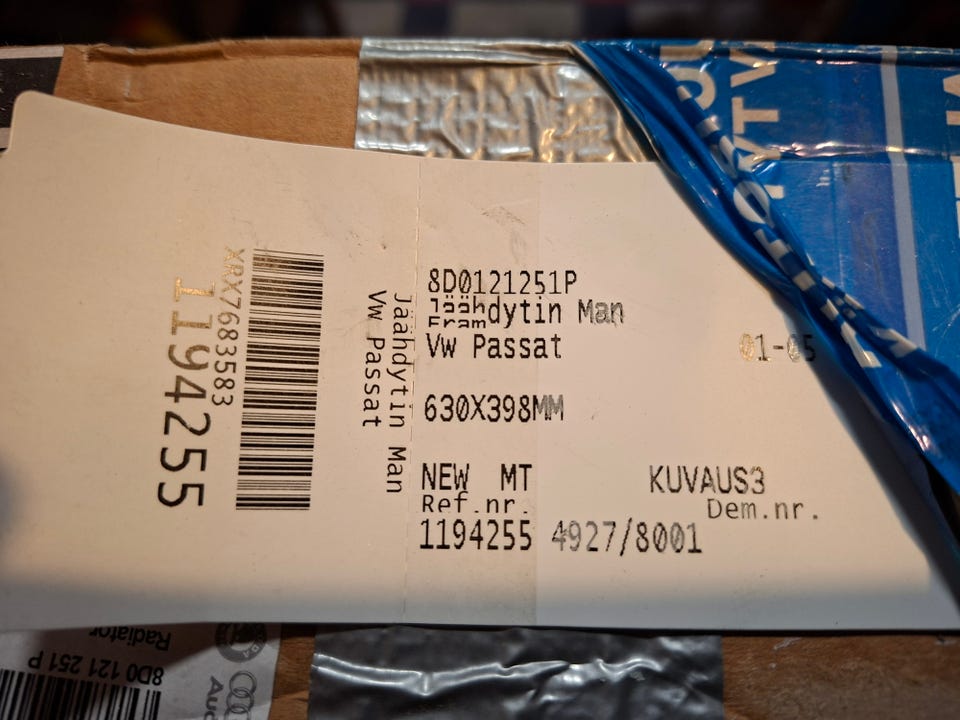 8D0121251P
Jäähdytin Man
Fram
Vw Passat 01-05
630X398MM
NEW MT KUVAUS3
Ref.nr. Dem.nr.
1194255 4927/8001
Jäähdytin Man
Vw Passat
XRX7683583
1194255
Radiator
8D0 121 251 P